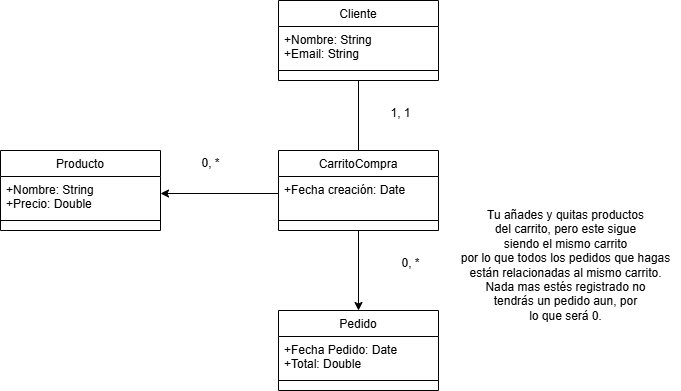 Cliente
+Nombre: String
+Email: String
1, 1
Producto
+Nombre: String
+Precio: Double
0, *
CarritoCompra
+Fecha creación: Date
0, *
Tu añades y quitas productos
del carrito, pero este sigue
siendo el mismo carrito
por lo que todos los pedidos que hagas
están relacionadas al mismo carrito.
Nada mas estés registrado no
tendrás un pedido aun, por
lo que será 0.
Pedido
+Fecha Pedido: Date
+Total: Double